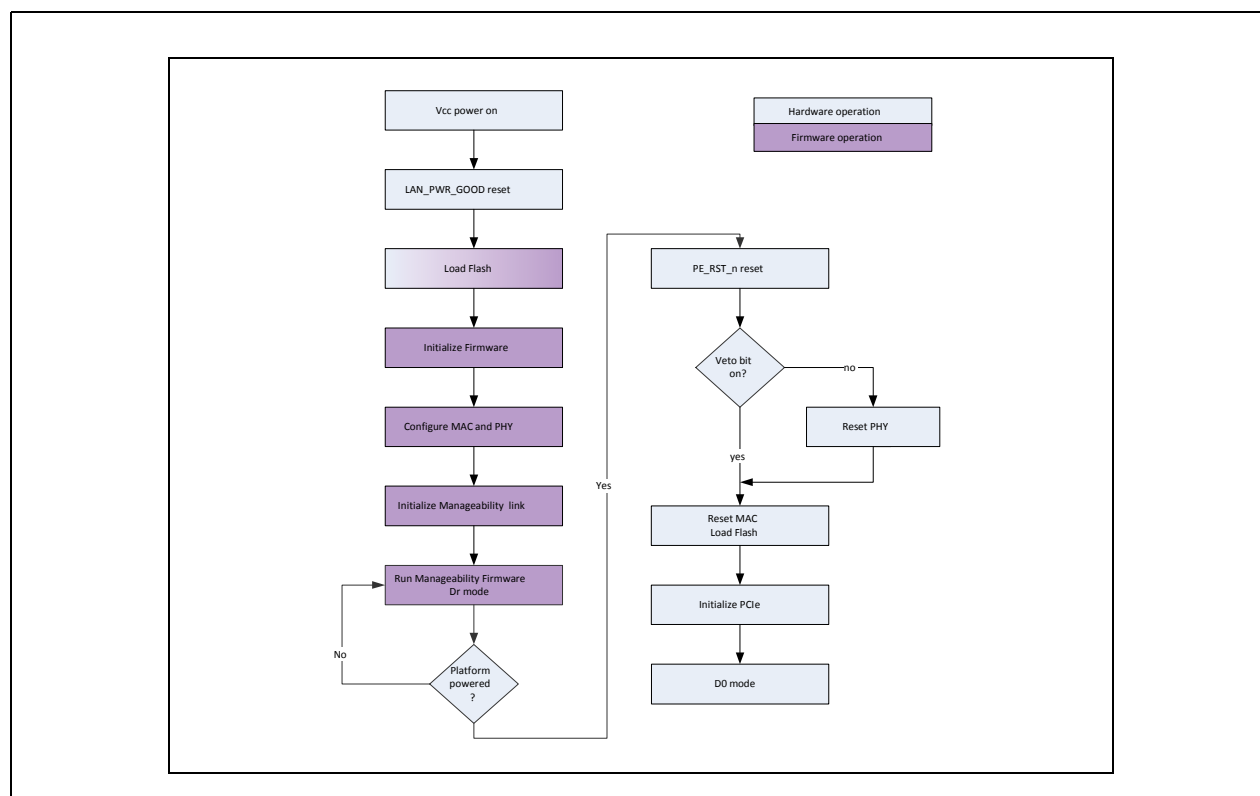 Vcc power on
LAN_PWR_GOOD reset
Load Flash
Initialize Firmware
Configure MAC and PHY
Initialize Manageability link
Run Manageability Firmware
Dr mode
No
Platform
powered
?
Yes
Hardware operation
Firmware operation
PE_RST_n reset
Veto bit
on?
no
Reset PHY
yes
Reset MAC
Load Flash
Initialize PCIe
D0 mode